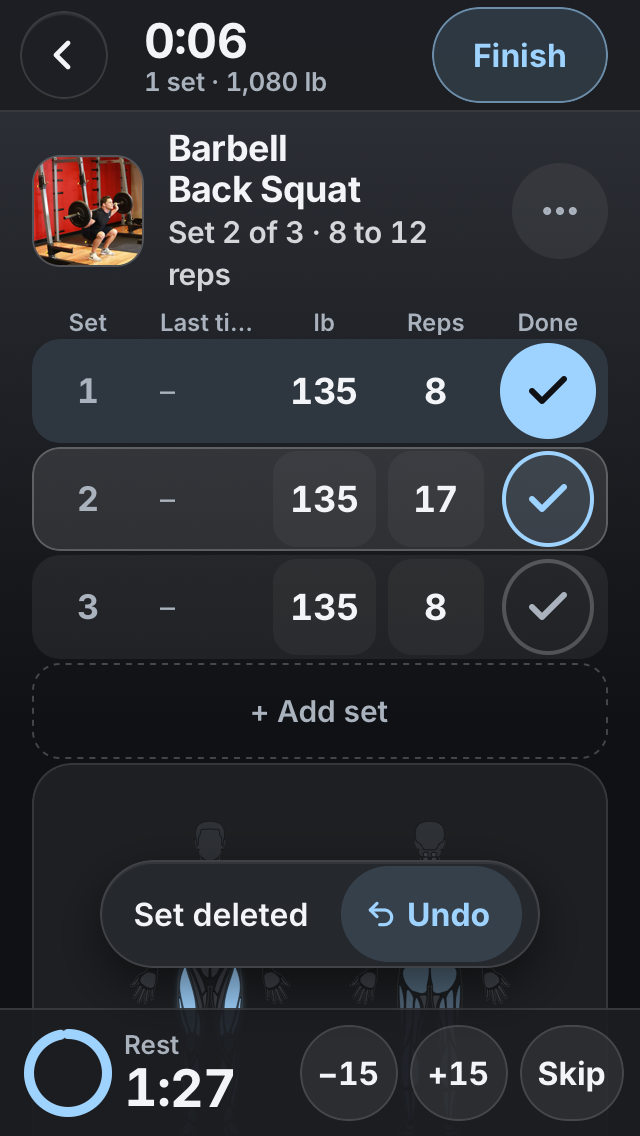 0:06
1 set · 1,080 lb
Finish
Barbell
Back Squat
Set 2 of 3 · 8 to 12
reps
Set Last ti... lb Reps Done
1 – 135 8
2 – 135 17
3 – 135 8
+ Add set
Set deleted Undo
Rest
1:27
−15 +15 Skip